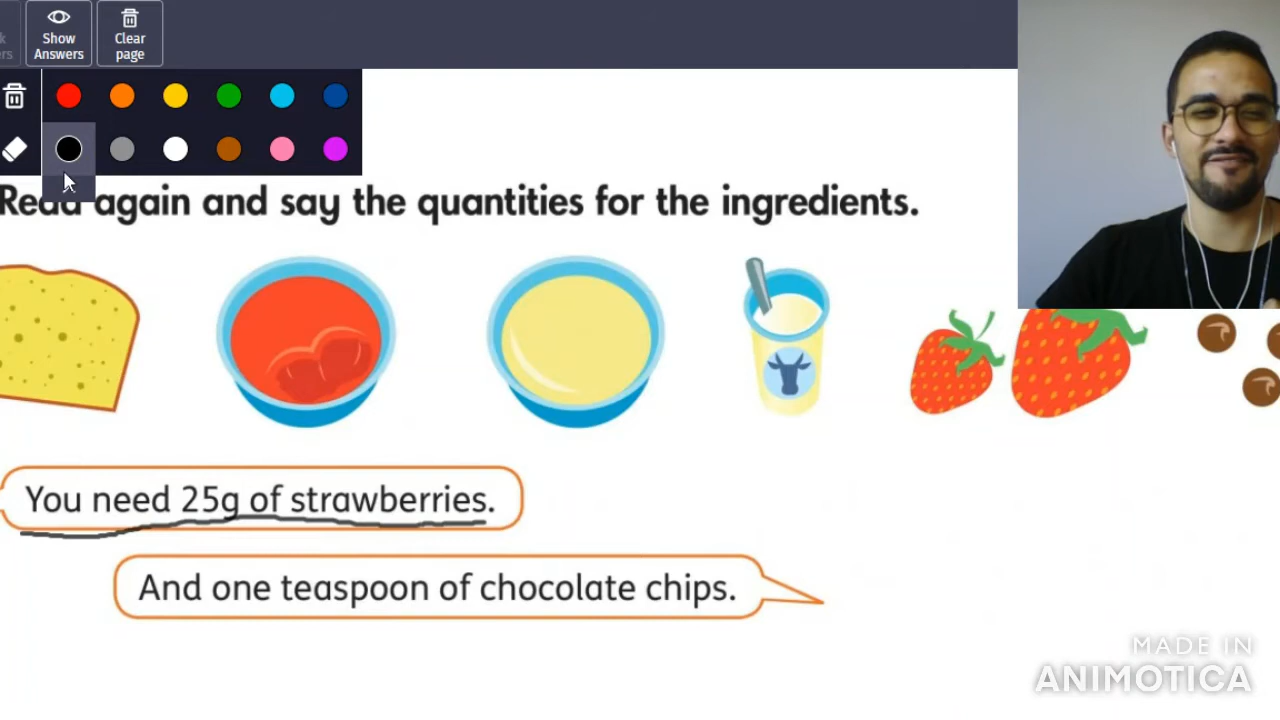 Show
Answers
Clear
page
Read again and say the quantities for the ingredients.
You need 25g of strawberries.
And one teaspoon of chocolate chips.
MADE IN
ANIMOTICA